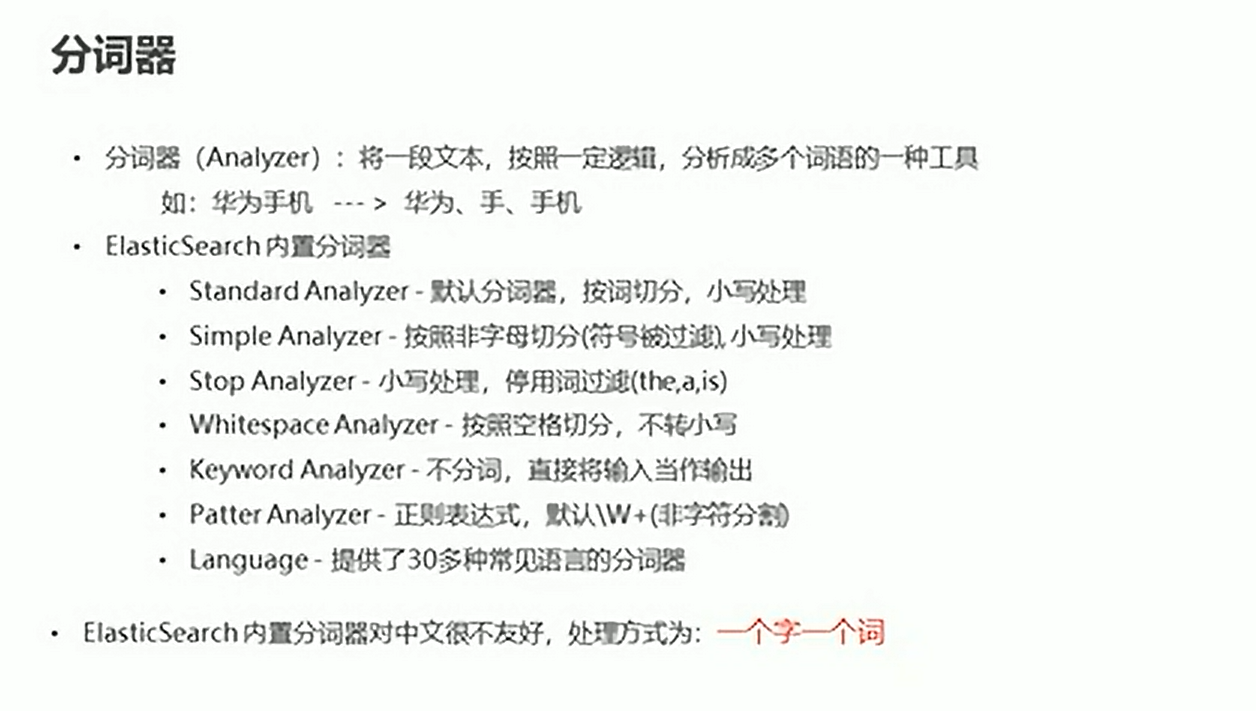 分词器
• 分词器（Analyzer）：将一段文本，按照一定逻辑，分析成多个词语的一种工具
如：华为手机 ---> 华为、手、手机
• ElasticSearch 内置分词器
• Standard Analyzer - 默认分词器，按词切分，小写处理
• Simple Analyzer - 按照非字母切分(符号被过滤), 小写处理
• Stop Analyzer - 小写处理，停用词过滤(the,a,is)
• Whitespace Analyzer - 按照空格切分，不转小写
• Keyword Analyzer - 不分词，直接将输入当作输出
• Patter Analyzer - 正则表达式，默认\W+(非字符分割)
• Language - 提供了30多种常见语言的分词器
• ElasticSearch 内置分词器对中文很不友好，处理方式为：一个字一个词